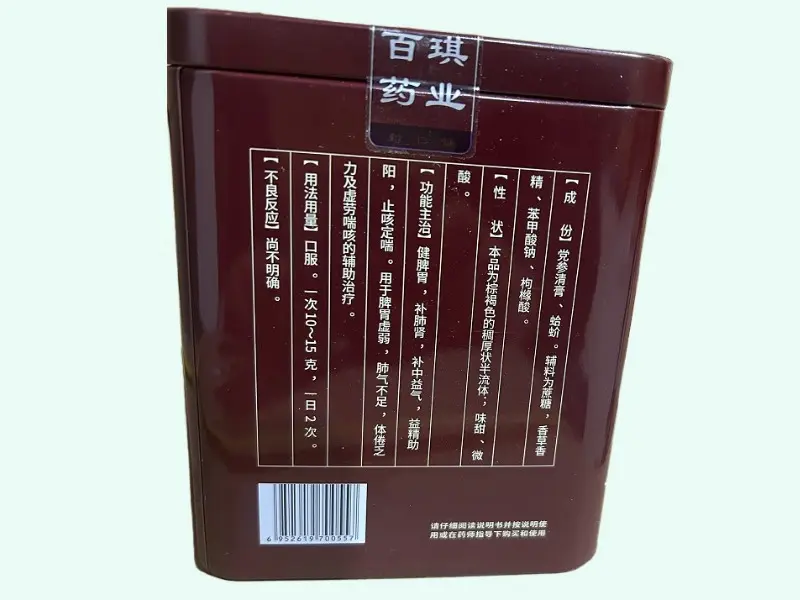 百琪
药业
【成 份】党参清膏、蛤蚧。辅料为蔗糖，香草香
精、苯甲酸钠、枸橼酸。
【性 状】本品为棕褐色的稠厚状半流体；味甜、微
酸。
【功能主治】健脾胃，补肺肾，补中益气，益精助
阳，止咳定喘。用于脾胃虚弱，肺气不足，体倦乏
力及虚劳喘咳的辅助治疗。
【用法用量】口服。一次10～15克，一日2次。
【不良反应】尚不明确。
6 952619 700557
请仔细阅读说明书并按说明使
用或在药师指导下购买和使用